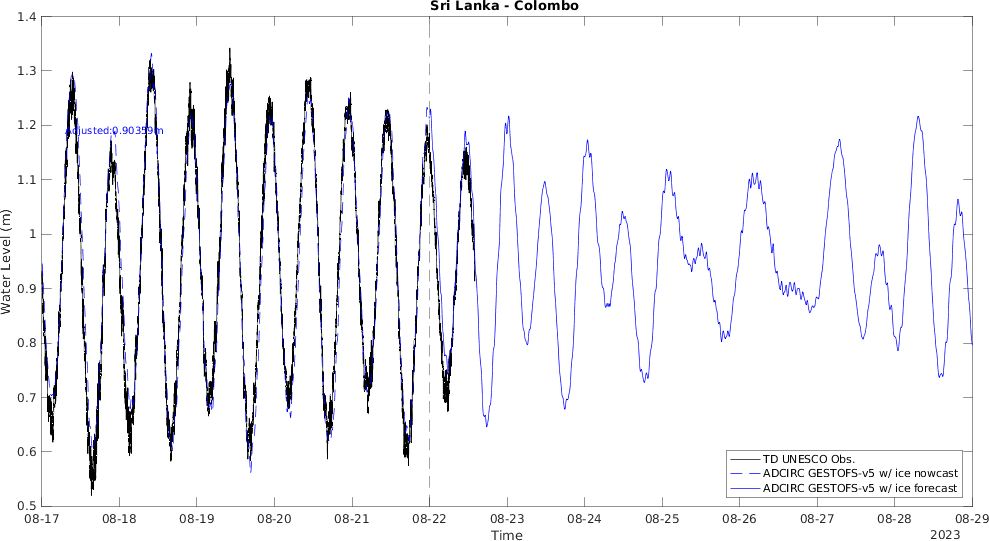 Sri Lanka - Colombo
1.4
1.3
1.2
1.1
1
0.9
0.8
0.7
0.6
0.5
Water Level (m)
Adjusted:0.90359m
TD UNESCO Obs.
ADCIRC GESTOFS-v5 w/ ice nowcast
ADCIRC GESTOFS-v5 w/ ice forecast
08-17 08-18 08-19 08-20 08-21 08-22 08-23 08-24 08-25 08-26 08-27 08-28 08-29
Time
2023